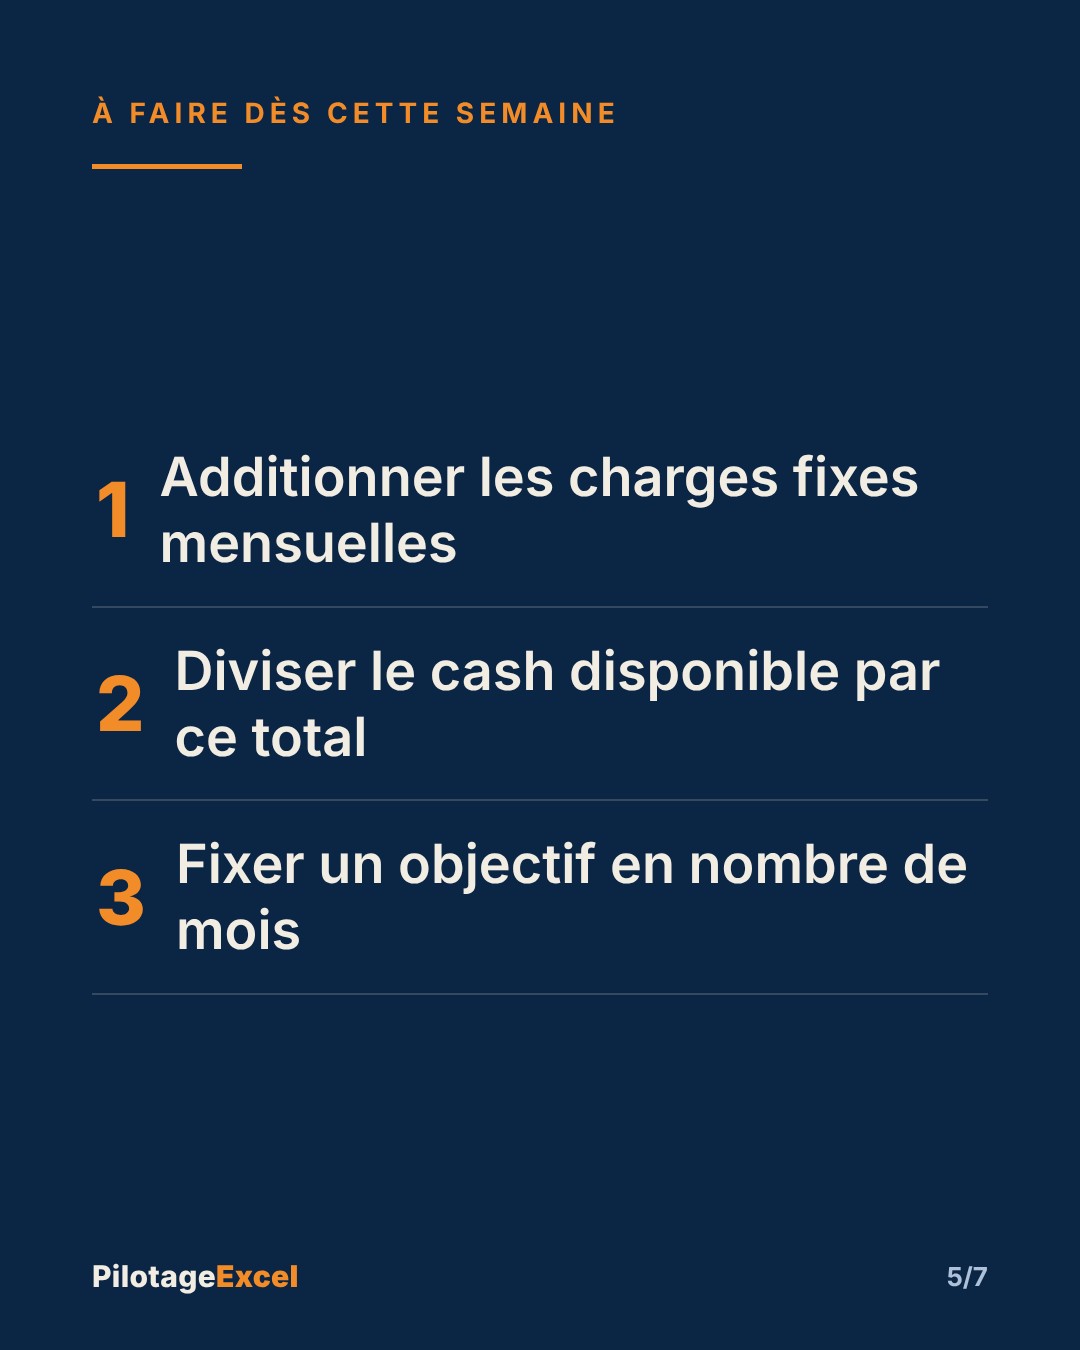 À FAIRE DÈS CETTE SEMAINE
1 Additionner les charges fixes
mensuelles
2 Diviser le cash disponible par
ce total
3 Fixer un objectif en nombre de
mois
PilotageExcel
5/7